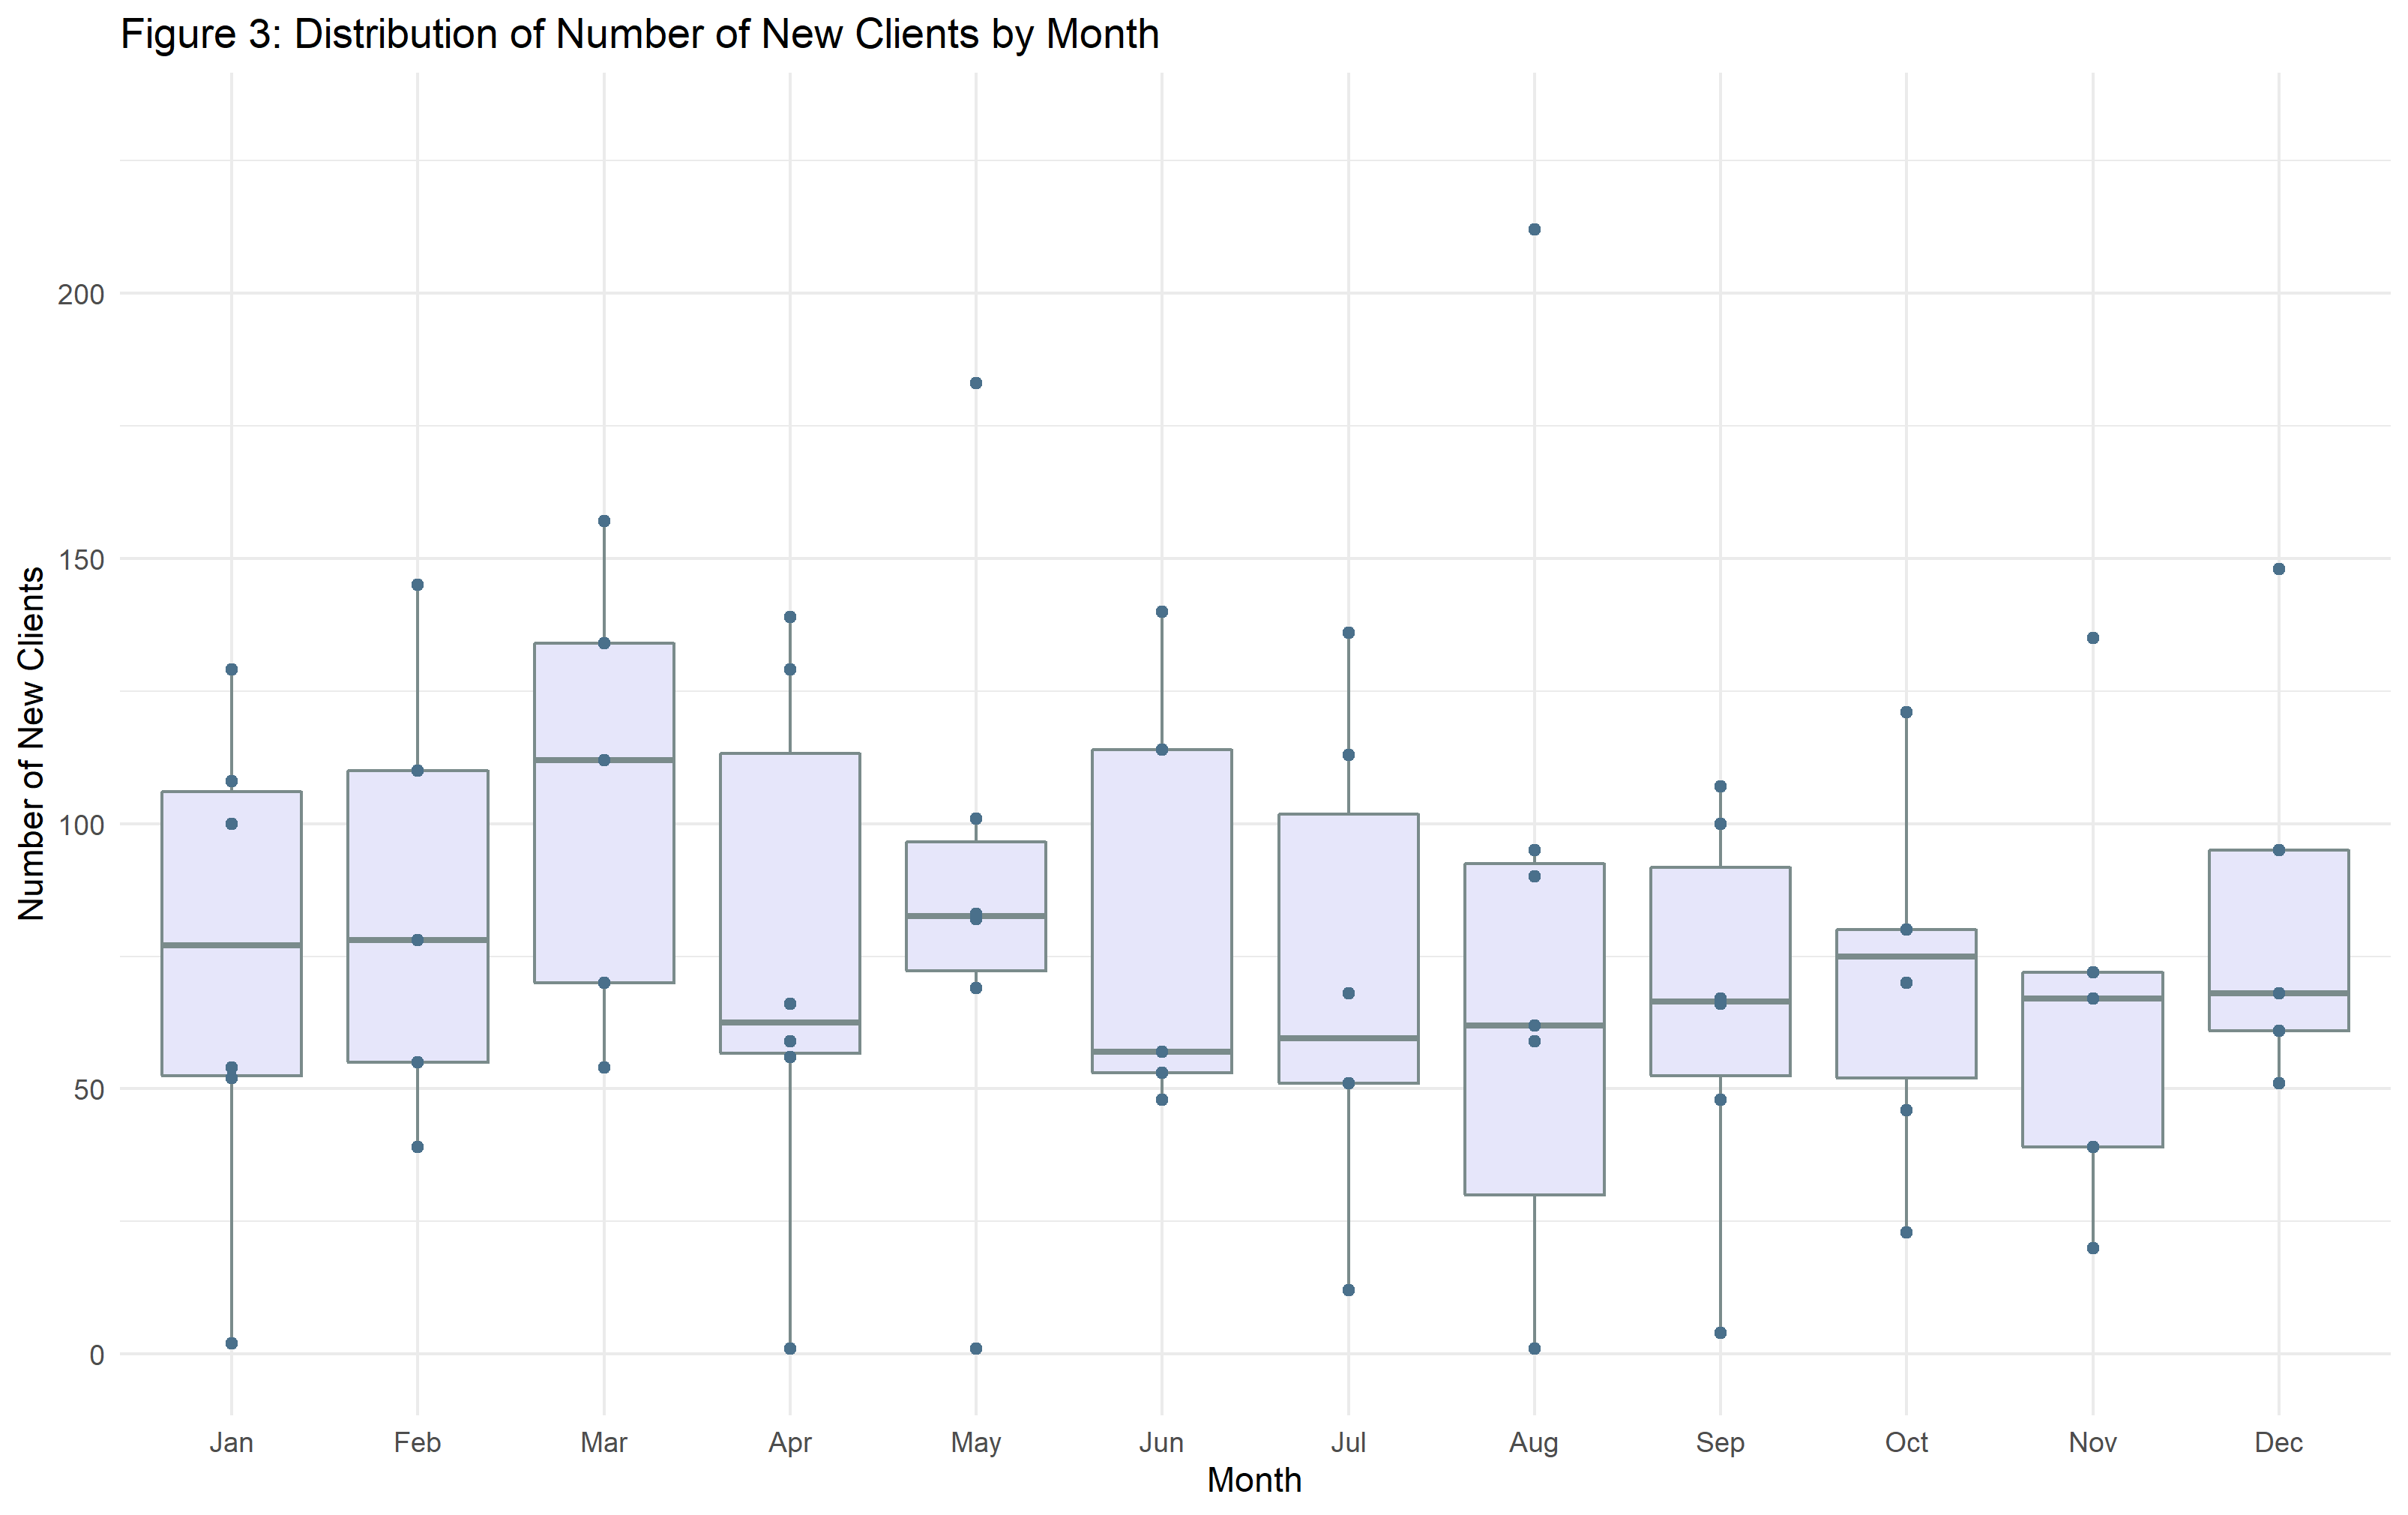 Figure 3: Distribution of Number of New Clients by Month
Number of New Clients
200
150
100
50
0
Jan Feb Mar Apr May Jun Jul Aug Sep Oct Nov Dec
Month